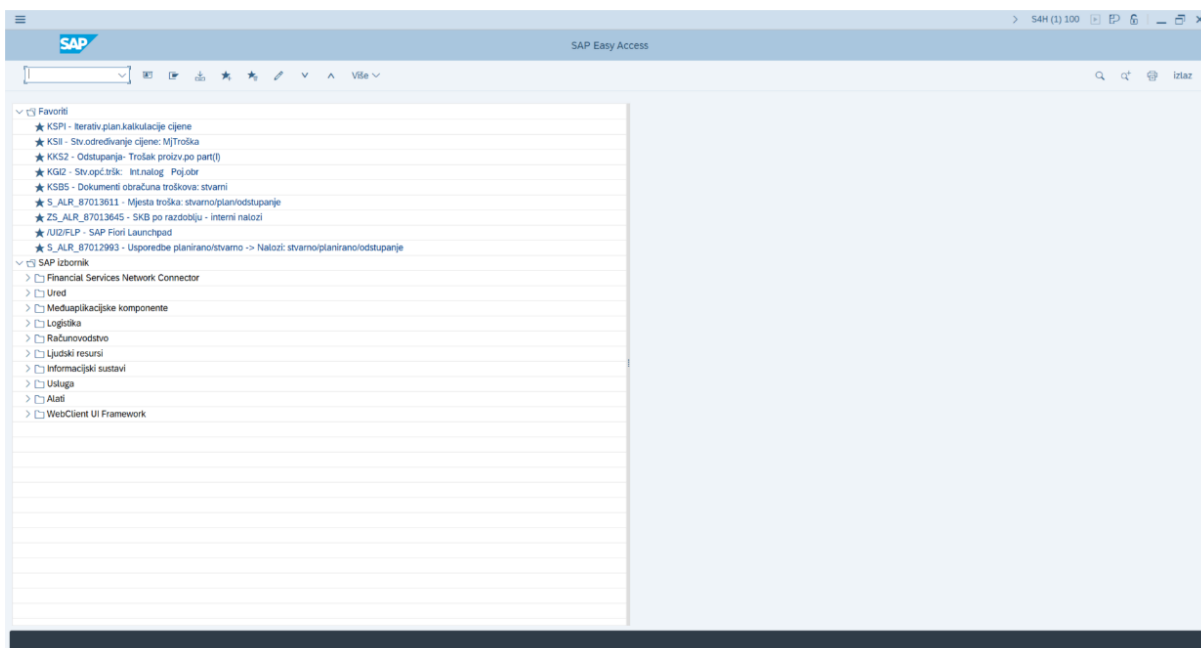 S4H (1) 100
SAP
SAP Easy Access
Više
izlaz
Favoriti
KSPI - Iterativ.plan.kalkulacije cijene
KSII - Stv.određivanje cijene: MjTroška
KKS2 - Odstupanja- Trošak proizv.po part(I)
KGI2 - Stv.opć.tršk: Int.nalog Poj.obr
KSB5 - Dokumenti obračuna troškova: stvarni
S_ALR_87013611 - Mjesta troška: stvarno/plan/odstupanje
ZS_ALR_87013645 - SKB po razdoblju - interni nalozi
/UI2/FLP - SAP Fiori Launchpad
S_ALR_87012993 - Usporedbe planirano/stvarno -> Nalozi: stvarno/planirano/odstupanje
SAP izbornik
Financial Services Network Connector
Ured
Međuaplikacijske komponente
Logistika
Računovodstvo
Ljudski resursi
Informacijski sustavi
Usluga
Alati
WebClient UI Framework